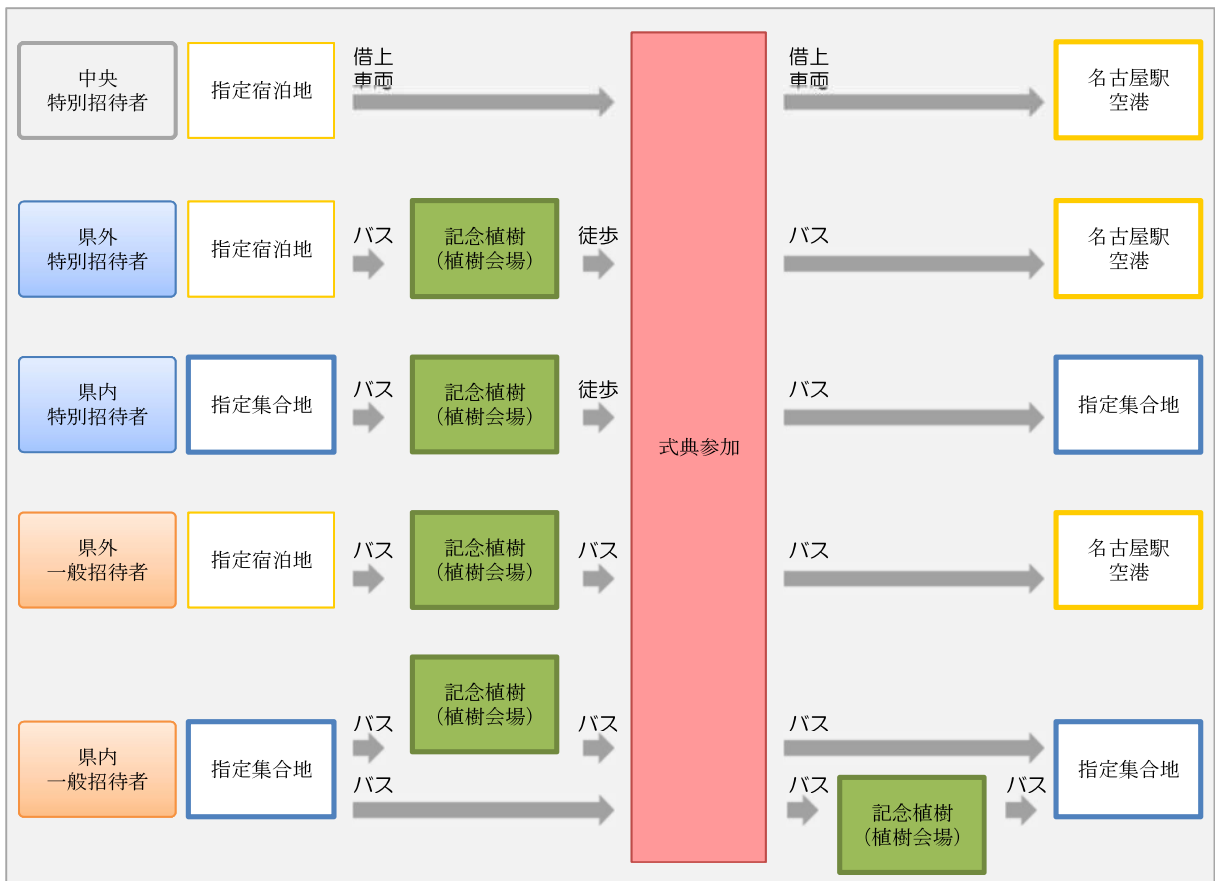 中央
特別招待者
指定宿泊地
借上
車両
借上
車両
名古屋駅
空港
県外
特別招待者
指定宿泊地
バス
記念植樹
(植樹会場)
徒歩
バス
名古屋駅
空港
県内
特別招待者
指定集合地
バス
記念植樹
(植樹会場)
徒歩
式典参加
バス
指定集合地
県外
一般招待者
指定宿泊地
バス
記念植樹
(植樹会場)
バス
バス
名古屋駅
空港
県内
一般招待者
指定集合地
バス
記念植樹
(植樹会場)
バス
バス
バス
バス
記念植樹
(植樹会場)
バス
指定集合地